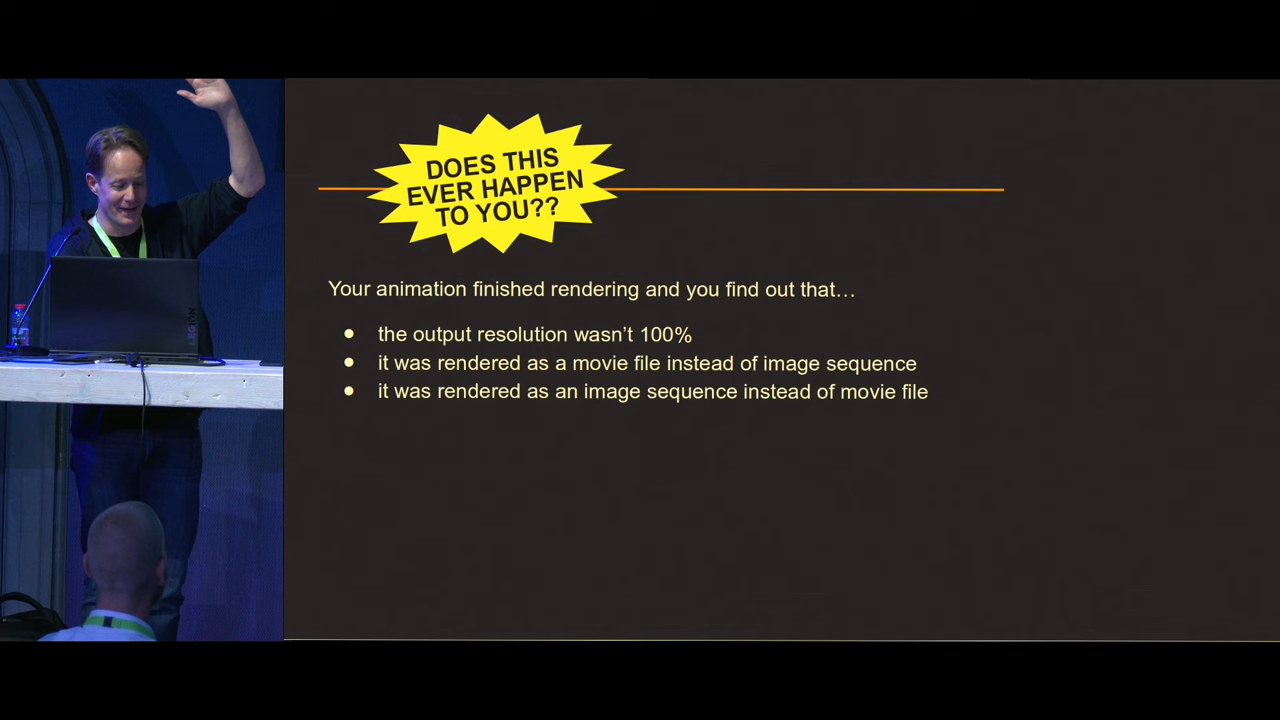 DOES THIS
EVER HAPPEN
TO YOU??
Your animation finished rendering and you find out that…
● the output resolution wasn’t 100%
● it was rendered as a movie file instead of image sequence
● it was rendered as an image sequence instead of movie file